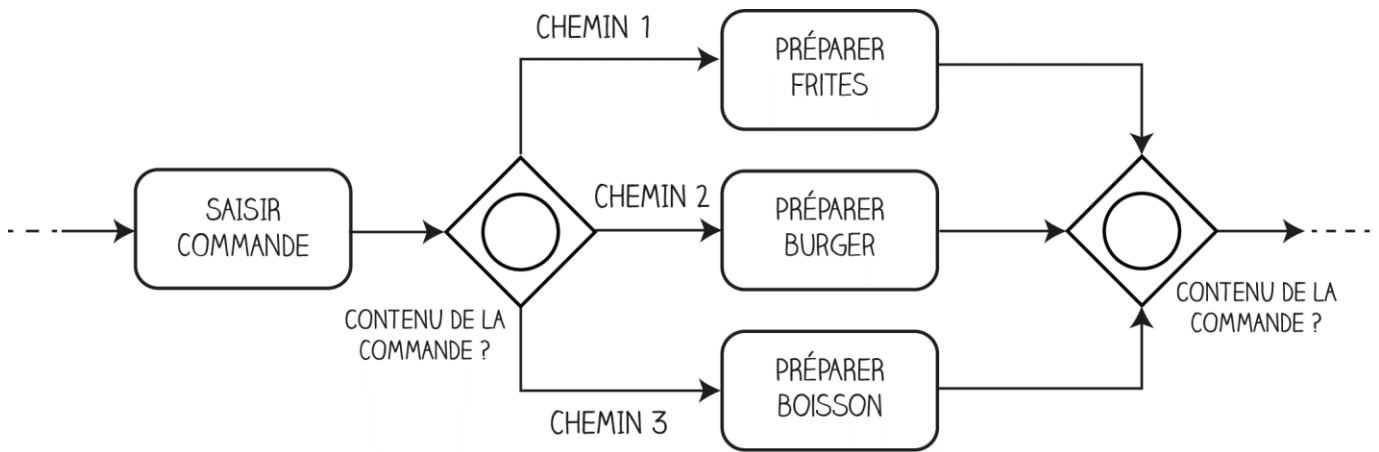 CHEMIN 1
PRÉPARER
FRITES
SAISIR
COMMANDE
CHEMIN 2
PRÉPARER
BURGER
CONTENU DE LA
COMMANDE ?
CONTENU DE LA
COMMANDE ?
CHEMIN 3
PRÉPARER
BOISSON